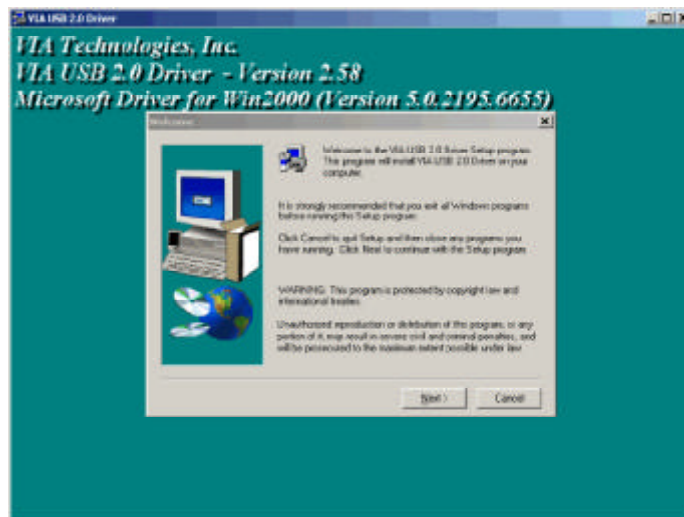 VIA USB 2.0 Driver
VIA Technologies, Inc.
VIA USB 2.0 Driver - Version 2.58
Microsoft Driver for Win2000 (Version 5.0.2195.6655)
Welcome
Welcome to the VIA USB 2.0 Driver Setup program.
This program will install VIA USB 2.0 Driver on your
computer.
It is strongly recommended that you exit all Windows programs
before running this Setup program.
Click Cancel to quit Setup and then close any programs you
have running. Click Next to continue with the Setup program.
WARNING: This program is protected by copyright law and
international treaties.
Unauthorized reproduction or distribution of this program, or any
portion of it, may result in severe civil and criminal penalties, and
will be prosecuted to the maximum extent possible under law.
Next >
Cancel